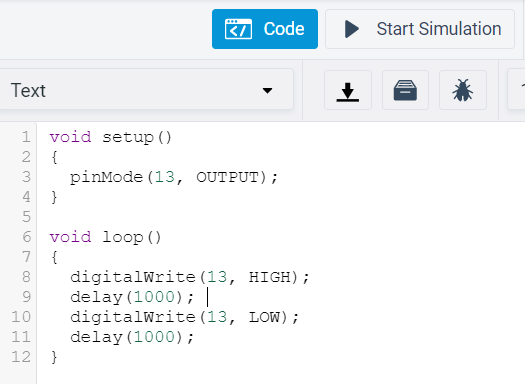 </> Code Start Simulation
Text
1 void setup()
2 {
3   pinMode(13, OUTPUT);
4 }
5
6 void loop()
7 {
8   digitalWrite(13, HIGH);
9   delay(1000);
10   digitalWrite(13, LOW);
11   delay(1000);
12 }